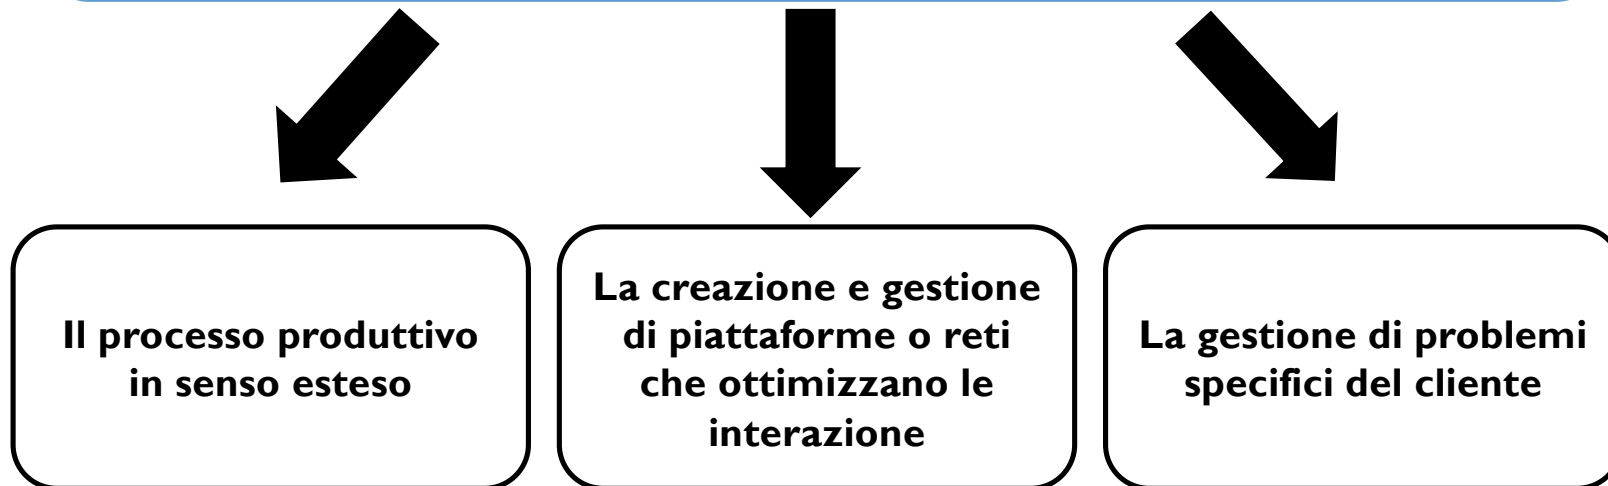 Il processo produttivo
in senso esteso
La creazione e gestione
di piattaforme o reti
che ottimizzano le
interazione
La gestione di problemi
specifici del cliente